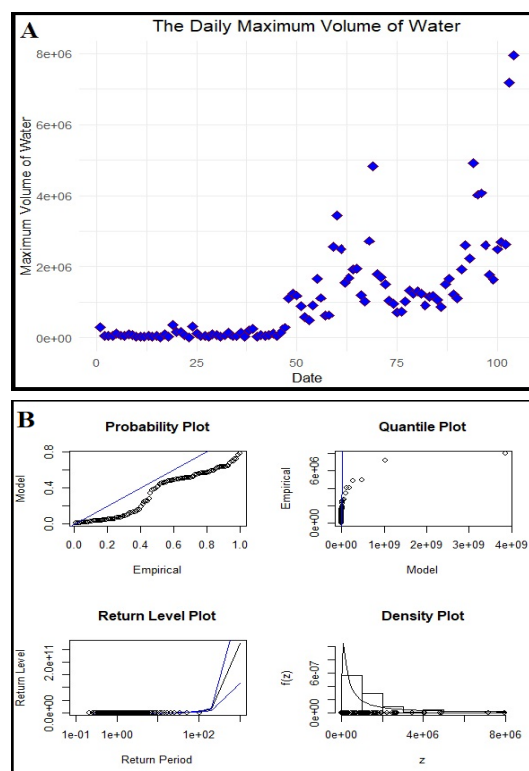 A
The Daily Maximum Volume of Water
Maximum Volume of Water
8e+06
6e+06
4e+06
2e+06
0e+00
0
25
50
75
100
Date
B
Probability Plot
Model
0.8
0.4
0.0
0.0 0.2 0.4 0.6 0.8 1.0
Empirical
Quantile Plot
Empirical
6e+06
0e+00
0e+00 1e+09 2e+09 3e+09 4e+09
Model
Return Level Plot
Return Level
2.0e+11
0.0e+00
1e-01 1e+00 1e+02
Return Period
Density Plot
f(z)
6e-07
0e+00
0e+00 2e+06 4e+06 6e+06 8e+06
z